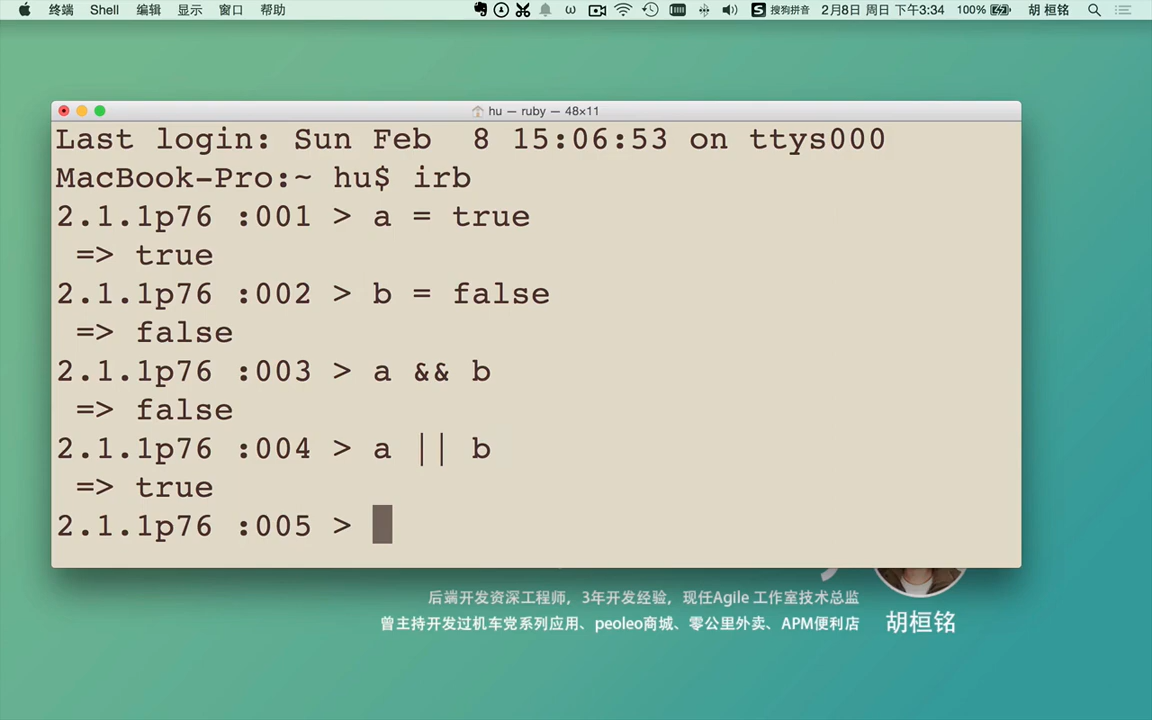 终端 Shell 编辑 显示 窗口 帮助 搜狗拼音 2月8日 周日 下午3:34 100% 胡 桓铭
hu — ruby — 48×11
Last login: Sun Feb  8 15:06:53 on ttys000
MacBook-Pro:~ hu$ irb
2.1.1p76 :001 > a = true
 => true
2.1.1p76 :002 > b = false
 => false
2.1.1p76 :003 > a && b
 => false
2.1.1p76 :004 > a || b
 => true
2.1.1p76 :005 >
后端开发资深工程师，3年开发经验，现任Agile 工作室技术总监
曾主持开发过机车党系列应用、peoleo商城、零公里外卖、APM便利店
胡桓铭